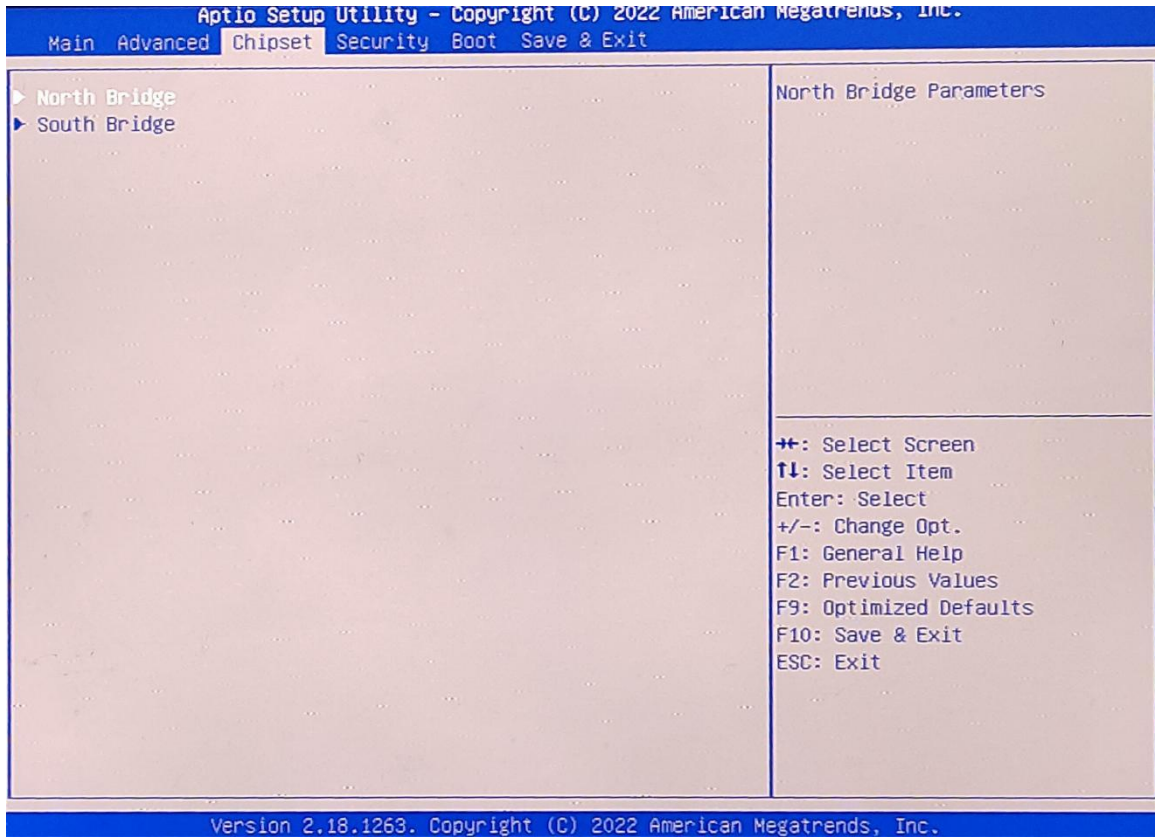 Aptio Setup Utility – Copyright (C) 2022 American Megatrends, Inc.
Main Advanced Chipset Security Boot Save & Exit
North Bridge
South Bridge
North Bridge Parameters
→←: Select Screen
↑↓: Select Item
Enter: Select
+/-: Change Opt.
F1: General Help
F2: Previous Values
F9: Optimized Defaults
F10: Save & Exit
ESC: Exit
Version 2.18.1263. Copyright (C) 2022 American Megatrends, Inc.